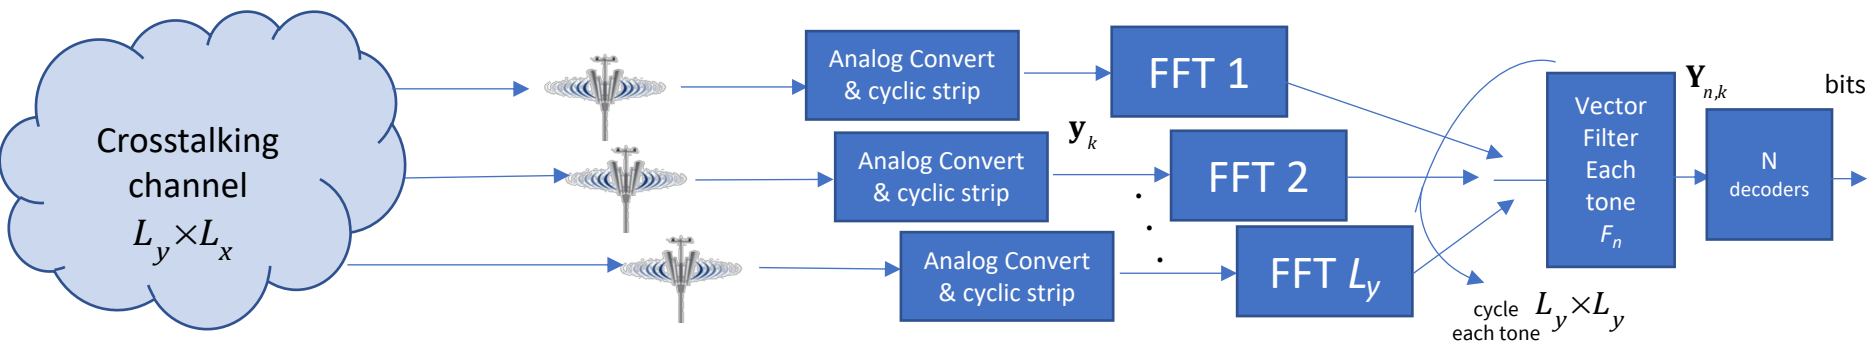 Crosstalking
channel
L_y×L_x
Analog Convert
& cyclic strip
Analog Convert
& cyclic strip
Analog Convert
& cyclic strip
y_k
FFT 1
FFT 2
FFT L_y
cycle
each tone
L_y×L_y
Vector
Filter
Each
tone
F_n
Y_{n,k}
N
decoders
bits